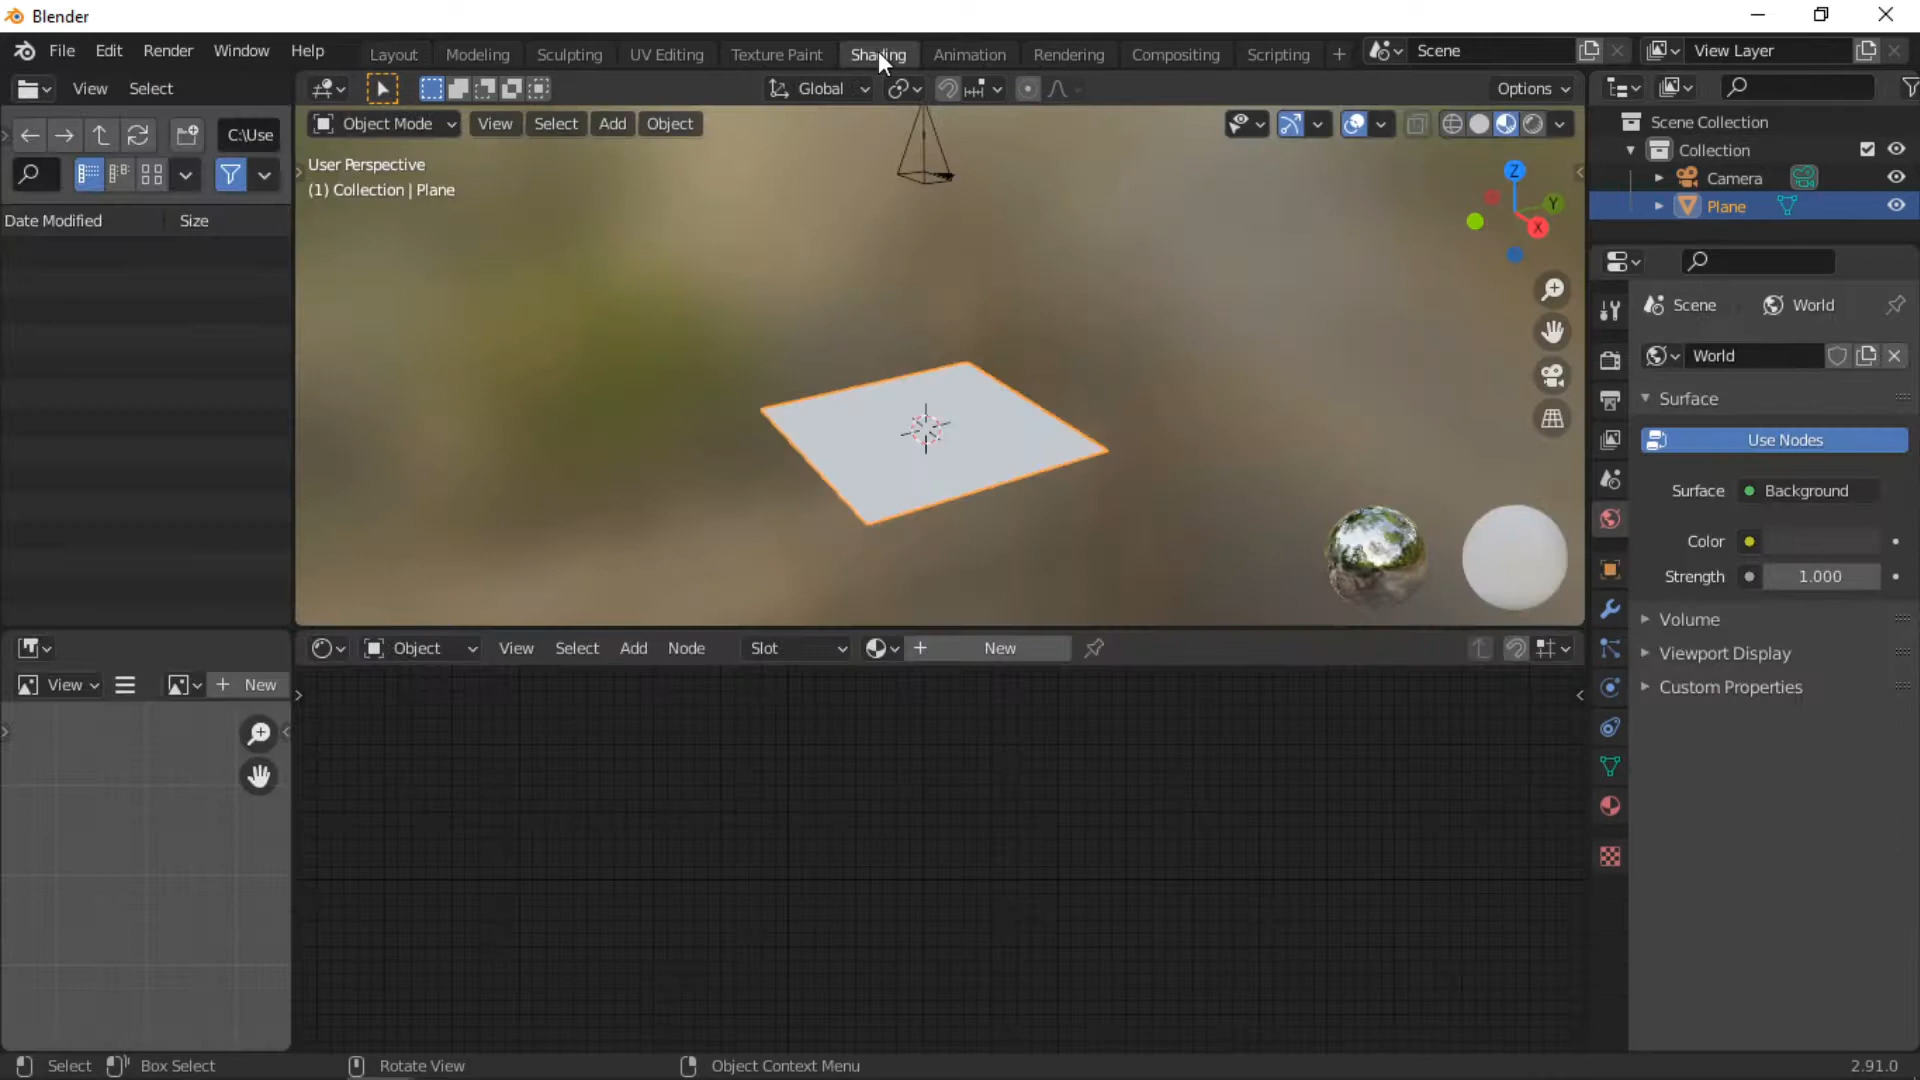 Blender
File Edit Render Window Help Layout Modeling Sculpting UV Editing Texture Paint Shading Animation Rendering Compositing Scripting + Scene View Layer
View Select
Global Options
C:\Use
Object Mode View Select Add Object
User Perspective
(1) Collection | Plane
Date Modified Size
Z
Y
X
Scene Collection
Collection
Camera
Plane
Scene World
World
Surface
Use Nodes
Surface Background
Color
Strength 1.000
Volume
Viewport Display
Custom Properties
Object View Select Add Node Slot + New
View + New
Select Box Select Rotate View Object Context Menu 2.91.0